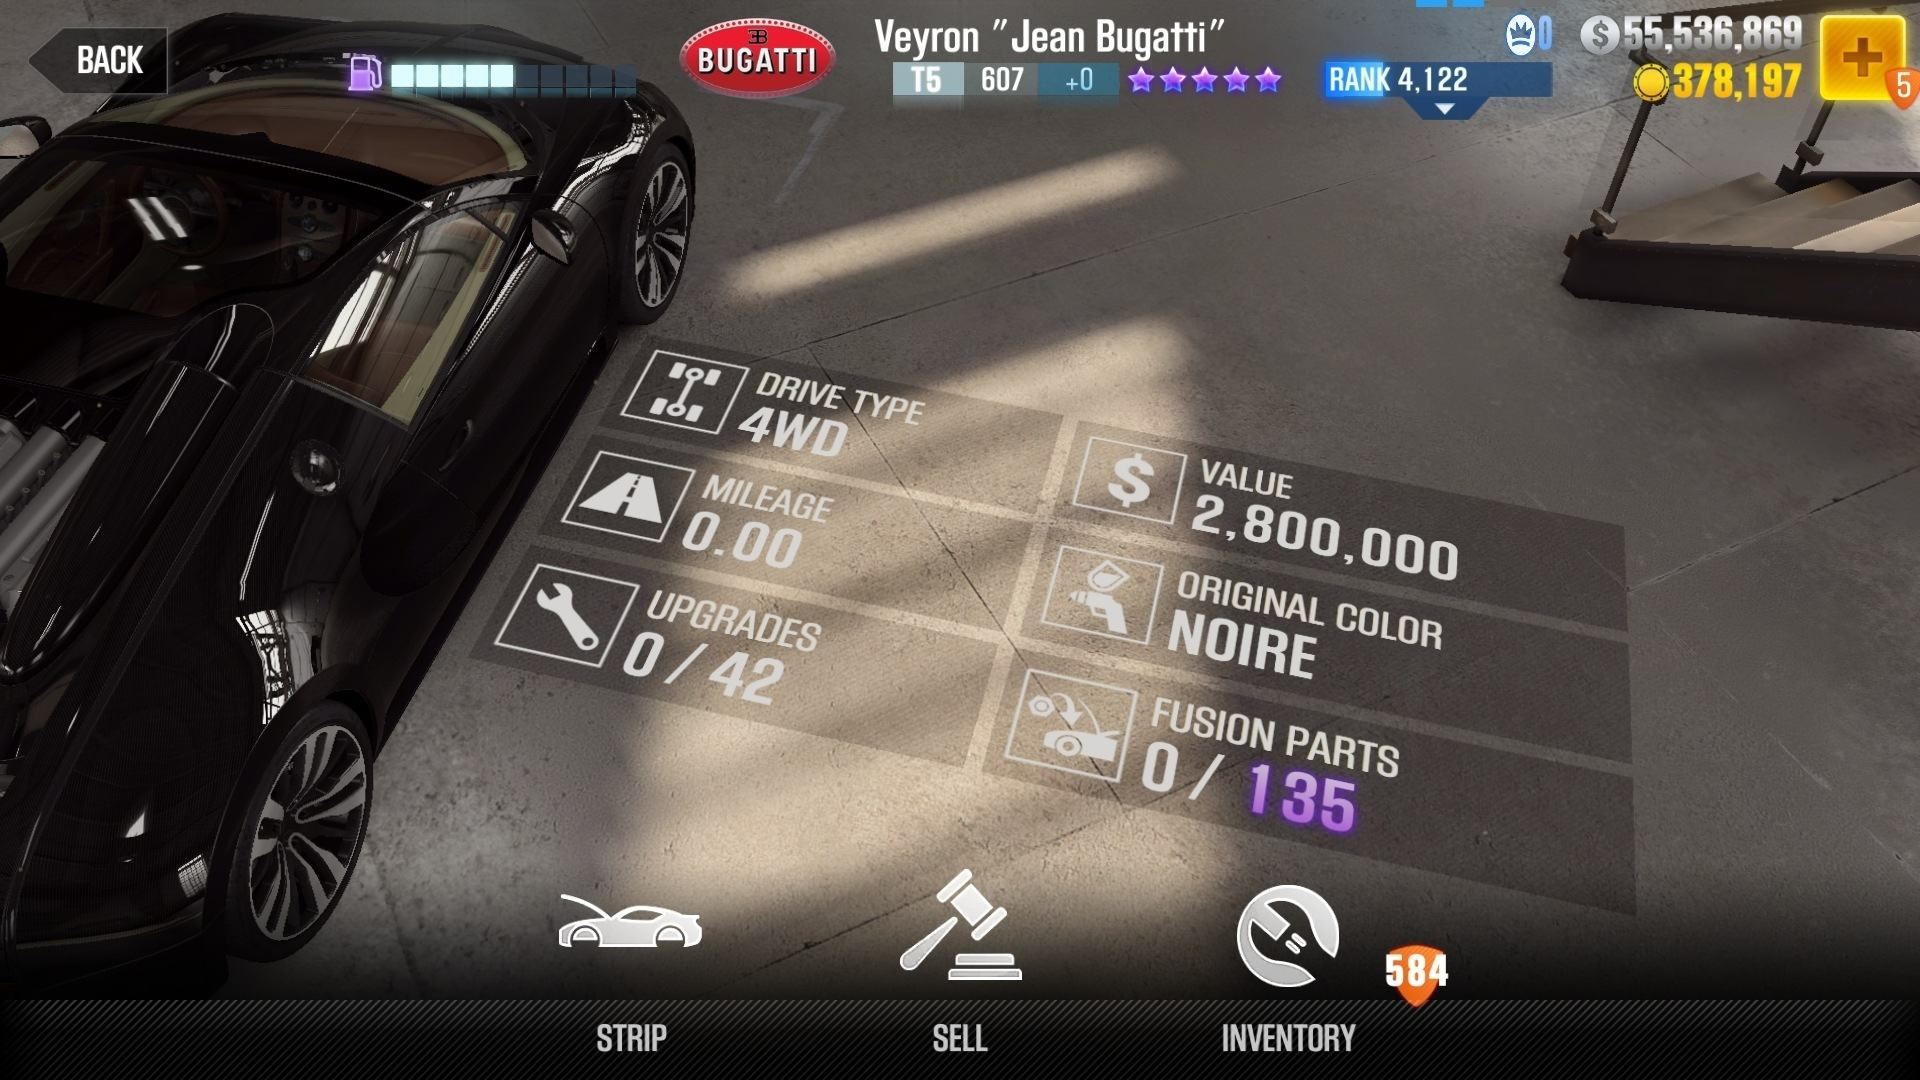 BACK
BUGATTI
Veyron "Jean Bugatti"
T5 607 +0
RANK 4,122
0
55,536,869
378,197
5
DRIVE TYPE
4WD
MILEAGE
0.00
UPGRADES
0 / 42
VALUE
2,800,000
ORIGINAL COLOR
NOIRE
FUSION PARTS
0 / 135
STRIP
SELL
INVENTORY
584